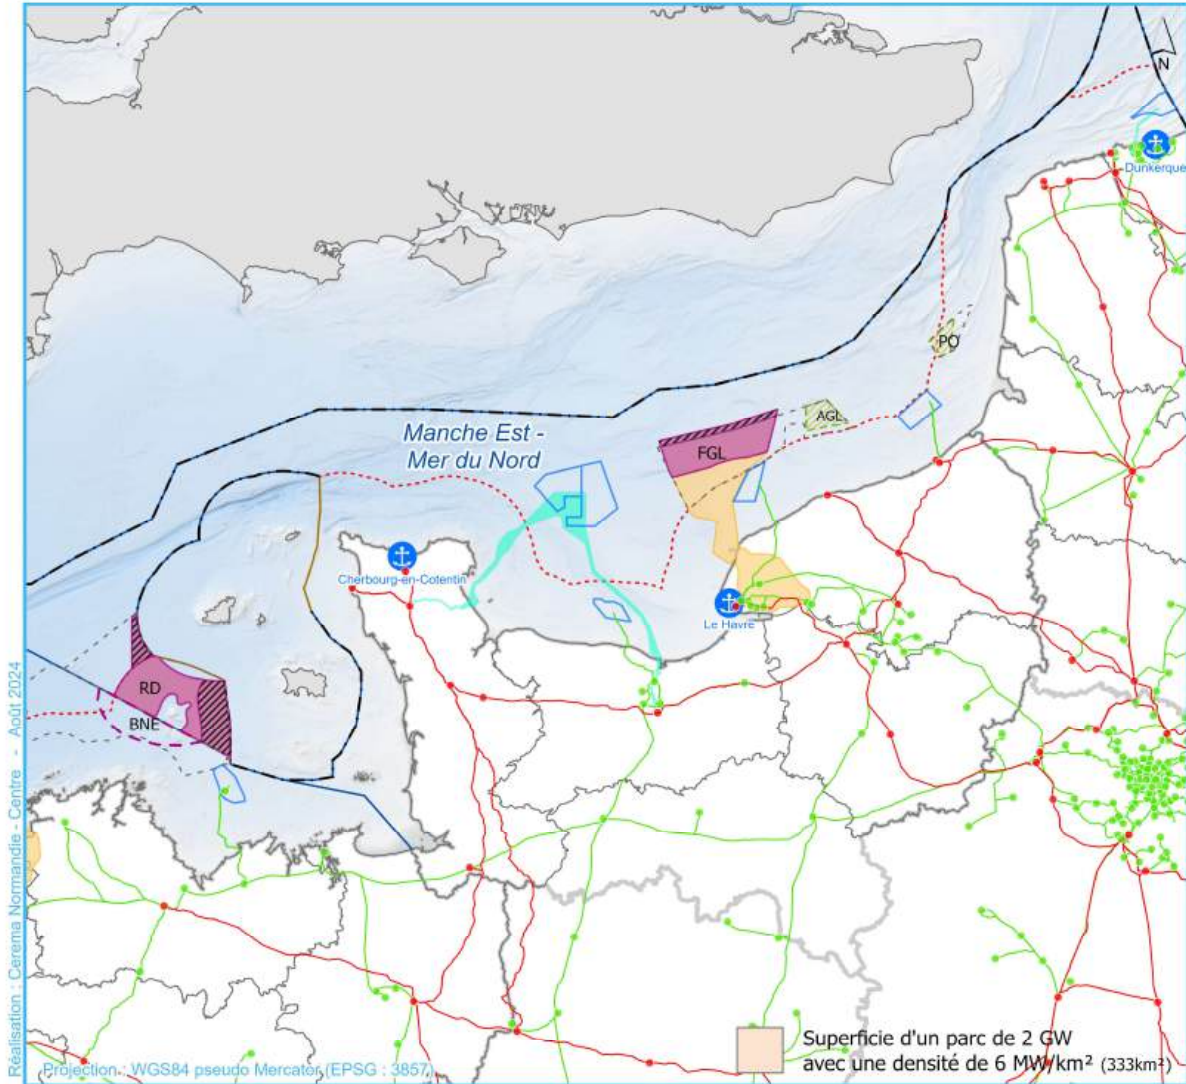 N
Dunkerque
PO
AGL
Manche Est -
Mer du Nord
FGL
Cherbourg-en-Cotentin
Le Havre
RD
BNE
Réalisation : Cerema Normandie - Centre - Août 2024
Superficie d'un parc de 2 GW
avec une densité de 6 MW/km² (333km²)
Projection : WGS84 pseudo Mercator (EPSG : 3857)